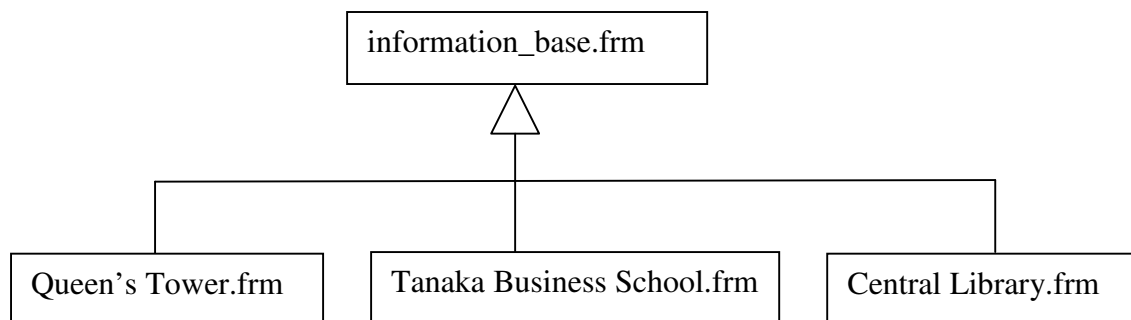 information_base.frm
Queen’s Tower.frm
Tanaka Business School.frm
Central Library.frm